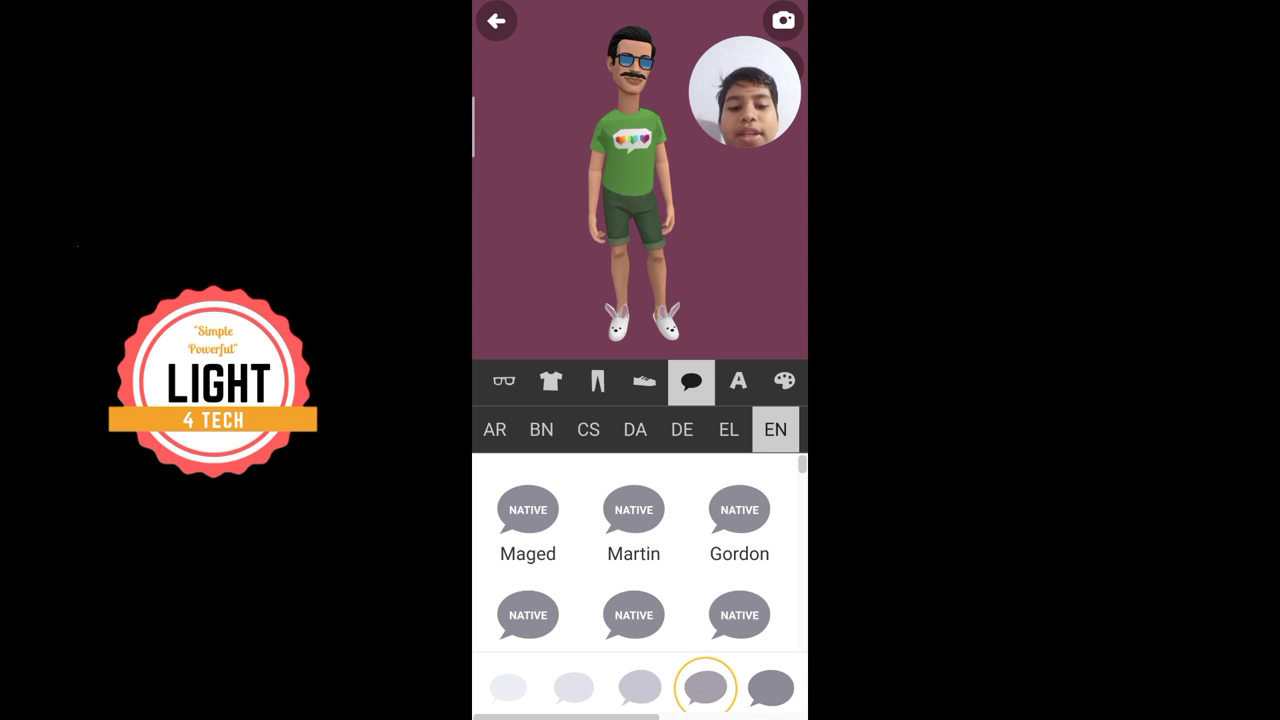 "Simple
Powerful"
LIGHT
4 TECH
A
AR BN CS DA DE EL EN
NATIVE NATIVE NATIVE
Maged Martin Gordon
NATIVE NATIVE NATIVE